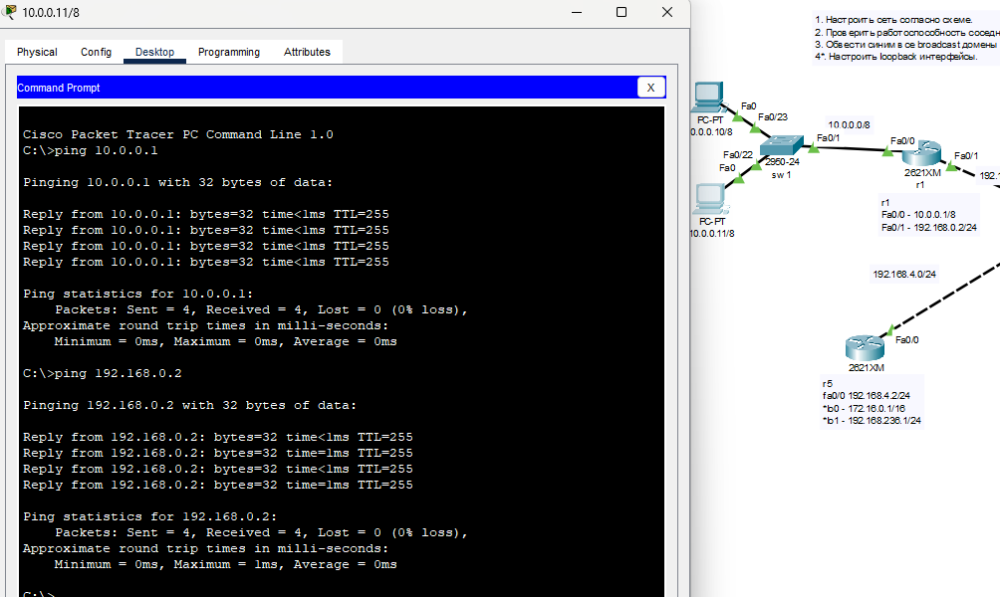 10.0.0.11/8
Physical Config Desktop Programming Attributes
Command Prompt
X
Cisco Packet Tracer PC Command Line 1.0
C:\>ping 10.0.0.1
Pinging 10.0.0.1 with 32 bytes of data:
Reply from 10.0.0.1: bytes=32 time<1ms TTL=255
Reply from 10.0.0.1: bytes=32 time<1ms TTL=255
Reply from 10.0.0.1: bytes=32 time<1ms TTL=255
Reply from 10.0.0.1: bytes=32 time<1ms TTL=255
Ping statistics for 10.0.0.1:
Packets: Sent = 4, Received = 4, Lost = 0 (0% loss),
Approximate round trip times in milli-seconds:
Minimum = 0ms, Maximum = 0ms, Average = 0ms
C:\>ping 192.168.0.2
Pinging 192.168.0.2 with 32 bytes of data:
Reply from 192.168.0.2: bytes=32 time<1ms TTL=255
Reply from 192.168.0.2: bytes=32 time=1ms TTL=255
Reply from 192.168.0.2: bytes=32 time<1ms TTL=255
Reply from 192.168.0.2: bytes=32 time=1ms TTL=255
Ping statistics for 192.168.0.2:
Packets: Sent = 4, Received = 4, Lost = 0 (0% loss),
Approximate round trip times in milli-seconds:
Minimum = 0ms, Maximum = 1ms, Average = 0ms
C:\>
1. Настроить сеть согласно схеме.
2. Проверить работоспособность соседн
3. Обвести синим все broadcast домены
4*. Настроить loopback интерфейсы.
Fa0
PC-PT
0.0.0.10/8
Fa0/23
10.0.0.0/8
Fa0/1
Fa0/0
Fa0/22
Fa0
2950-24
sw 1
Fa0/1
2621XM
r1
192.1
PC-PT
10.0.0.11/8
r1
Fa0/0 - 10.0.0.1/8
Fa0/1 - 192.168.0.2/24
192.168.4.0/24
Fa0/0
2621XM
r5
fa0/0 192.168.4.2/24
*lb0 - 172.16.0.1/16
*lb1 - 192.168.236.1/24